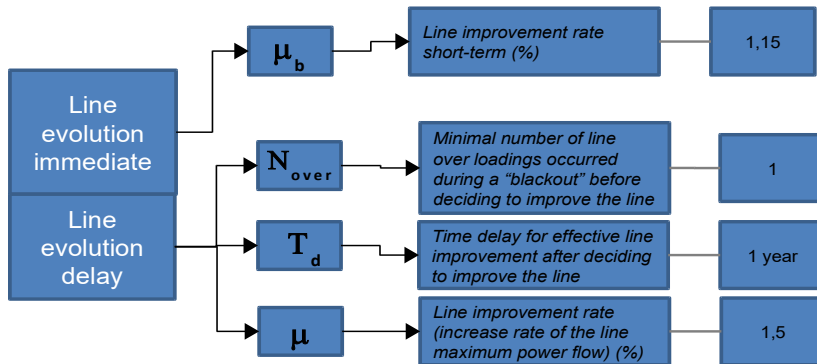 Line
evolution
immediate
μb
Line improvement rate
short-term (%)
1,15
Line
evolution
delay
Nover
Minimal number of line
over loadings occurred
during a “blackout” before
deciding to improve the line
1
Td
Time delay for effective line
improvement after deciding
to improve the line
1 year
μ
Line improvement rate
(increase rate of the line
maximum power flow) (%)
1,5